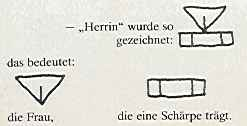 – „Herrin“ wurde so
gezeichnet:
das bedeutet:
die Frau,
die eine Schärpe trägt.